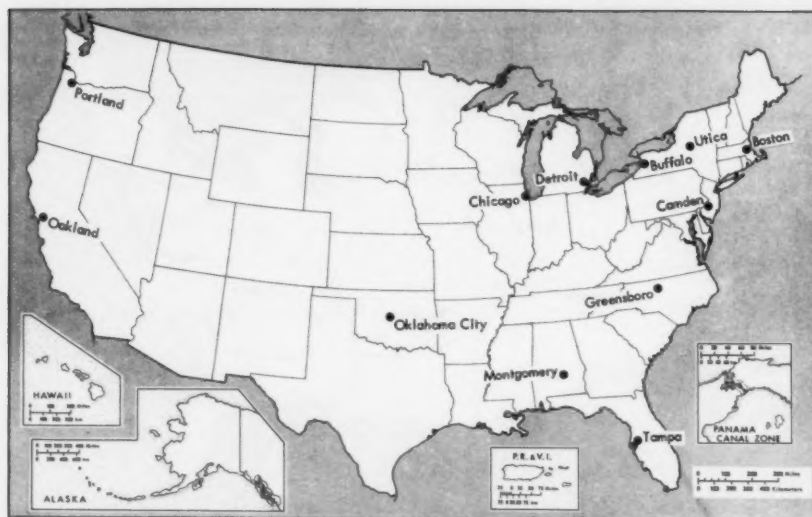 Portland
Utica
Boston
Buffalo
Detroit
Chicago
Camden
Oakland
Greensboro
Oklahoma City
Montgomery
HAWAII
PANAMA
CANAL ZONE
Tampa
P.R. & V.I.
ALASKA